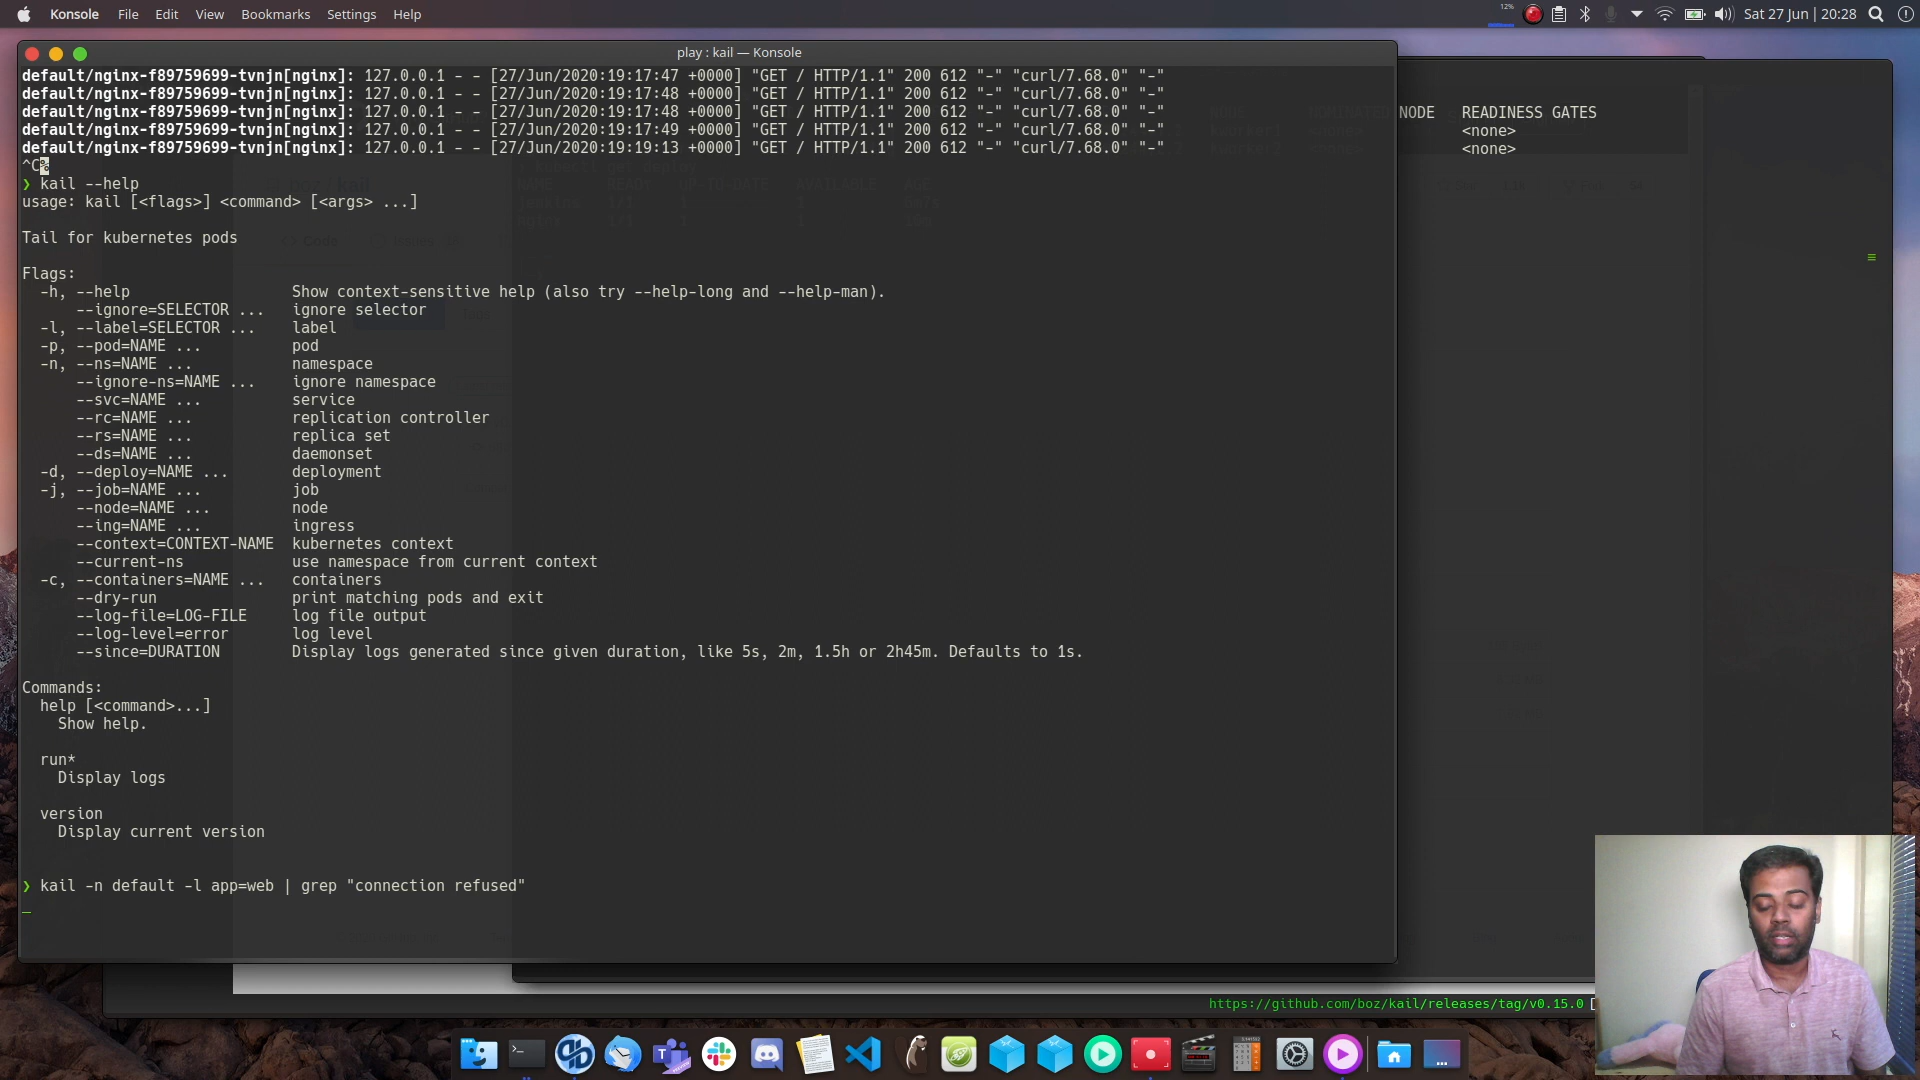 Konsole File Edit View Bookmarks Settings Help
12%
Sat 27 Jun | 20:28
play : kail — Konsole
default/nginx-f89759699-tvnjn[nginx]: 127.0.0.1 - - [27/Jun/2020:19:17:47 +0000] "GET / HTTP/1.1" 200 612 "-" "curl/7.68.0" "-"
default/nginx-f89759699-tvnjn[nginx]: 127.0.0.1 - - [27/Jun/2020:19:17:48 +0000] "GET / HTTP/1.1" 200 612 "-" "curl/7.68.0" "-"
default/nginx-f89759699-tvnjn[nginx]: 127.0.0.1 - - [27/Jun/2020:19:17:48 +0000] "GET / HTTP/1.1" 200 612 "-" "curl/7.68.0" "-"
default/nginx-f89759699-tvnjn[nginx]: 127.0.0.1 - - [27/Jun/2020:19:17:49 +0000] "GET / HTTP/1.1" 200 612 "-" "curl/7.68.0" "-"
default/nginx-f89759699-tvnjn[nginx]: 127.0.0.1 - - [27/Jun/2020:19:19:13 +0000] "GET / HTTP/1.1" 200 612 "-" "curl/7.68.0" "-"
^C%
❯ kail --help
usage: kail [<flags>] <command> [<args> ...]
Tail for kubernetes pods
Flags:
-h, --help Show context-sensitive help (also try --help-long and --help-man).
--ignore=SELECTOR ... ignore selector
-l, --label=SELECTOR ... label
-p, --pod=NAME ... pod
-n, --ns=NAME ... namespace
--ignore-ns=NAME ... ignore namespace
--svc=NAME ... service
--rc=NAME ... replication controller
--rs=NAME ... replica set
--ds=NAME ... daemonset
-d, --deploy=NAME ... deployment
-j, --job=NAME ... job
--node=NAME ... node
--ing=NAME ... ingress
--context=CONTEXT-NAME kubernetes context
--current-ns use namespace from current context
-c, --containers=NAME ... containers
--dry-run print matching pods and exit
--log-file=LOG-FILE log file output
--log-level=error log level
--since=DURATION Display logs generated since given duration, like 5s, 2m, 1.5h or 2h45m. Defaults to 1s.
Commands:
help [<command>...]
Show help.
run*
Display logs
version
Display current version
❯ kail -n default -l app=web | grep "connection refused"
NODE READINESS GATES
<none>
<none>
https://github.com/boz/kail/releases/tag/v0.15.0 [